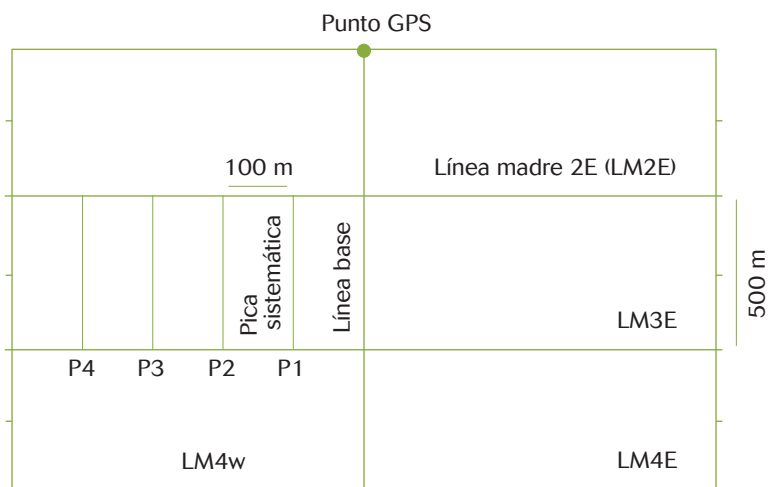 Punto GPS
100 m
Línea madre 2E (LM2E)
Pica
sistemática
Línea base
500 m
LM3E
P4
P3
P2
P1
LM4w
LM4E